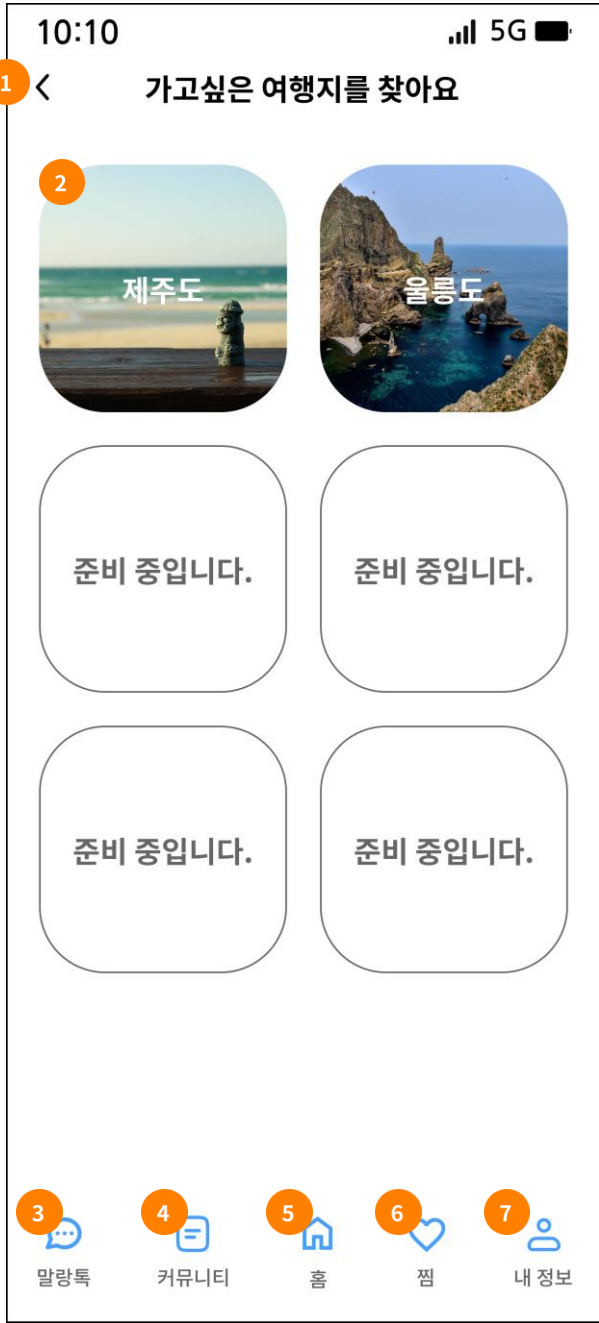 10:10 5G
1 가고싶은 여행지를 찾아요
2
제주도 울릉도
준비 중입니다. 준비 중입니다.
준비 중입니다. 준비 중입니다.
3 4 5 6 7
말랑톡 커뮤니티 홈 찜 내 정보